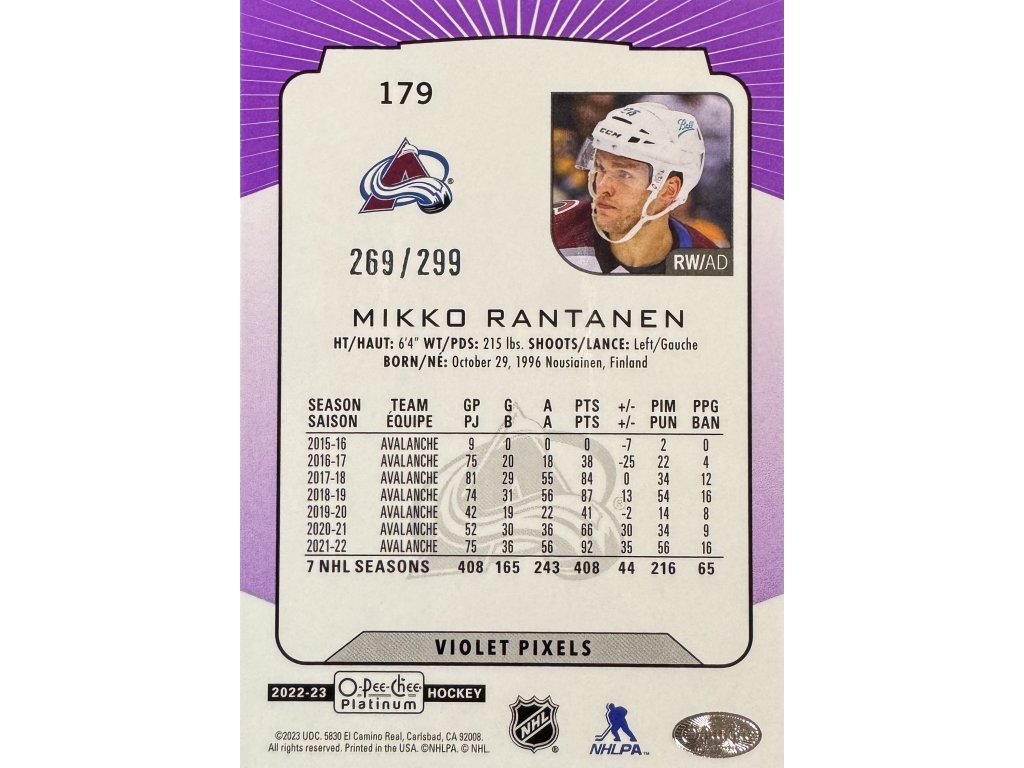 179
CCM
Bell
269/299
RW/AD
MIKKO RANTANEN
HT/HAUT: 6'4" WT/PDS: 215 lbs. SHOOTS/LANCE: Left/Gauche
BORN/NÉ: October 29, 1996 Nousiainen, Finland
SEASON TEAM GP G A PTS +/- PIM PPG
SAISON ÉQUIPE PJ B A PTS +/- PUN BAN
2015-16 AVALANCHE 9 0 0 0 -7 2 0
2016-17 AVALANCHE 75 20 18 38 -25 22 4
2017-18 AVALANCHE 81 29 55 84 0 34 12
2018-19 AVALANCHE 74 31 56 87 13 54 16
2019-20 AVALANCHE 42 19 22 41 -2 14 8
2020-21 AVALANCHE 52 30 36 66 30 34 9
2021-22 AVALANCHE 75 36 56 92 35 56 16
7 NHL SEASONS 408 165 243 408 44 216 65
VIOLET PIXELS
2022-23 O-Pee-Chee Platinum HOCKEY
©2023 UDC. 5830 El Camino Real, Carlsbad, CA 92008.
All rights reserved. Printed in the USA. ©NHLPA. © NHL.
NHL
NHLPA